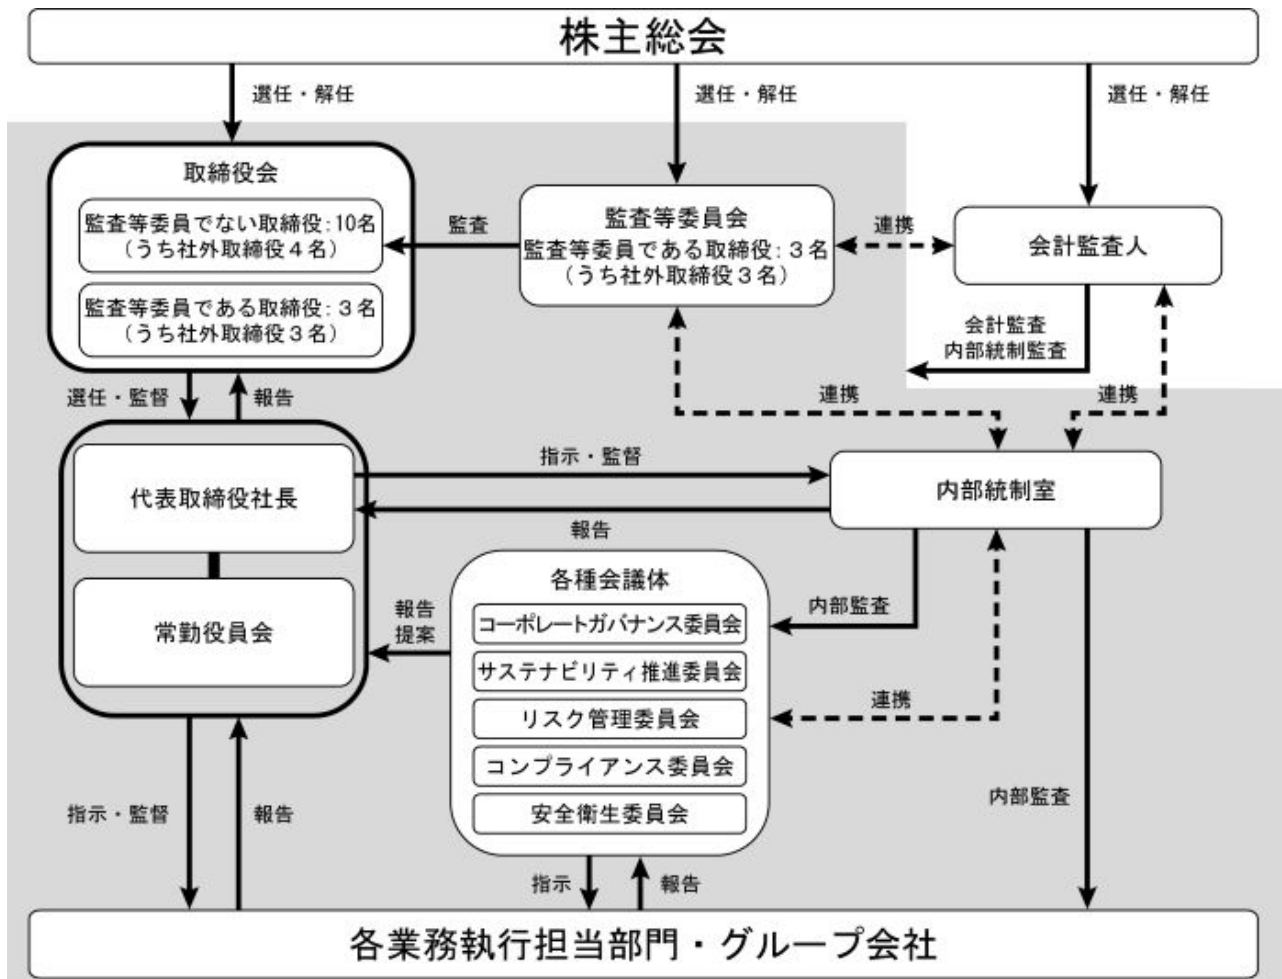 株主総会
選任・解任
選任・解任
選任・解任
取締役会
監査等委員でない取締役:10名
(うち社外取締役4名)
監査等委員である取締役:3名
(うち社外取締役3名)
監査
監査等委員会
監査等委員である取締役:3名
(うち社外取締役3名)
連携
会計監査人
会計監査
内部統制監査
選任・監督
報告
連携
連携
代表取締役社長
常勤役員会
指示・監督
報告
内部統制室
各種会議体
コーポレートガバナンス委員会
サステナビリティ推進委員会
リスク管理委員会
コンプライアンス委員会
安全衛生委員会
報告
提案
内部監査
連携
内部監査
指示・監督
報告
指示
報告
各業務執行担当部門・グループ会社